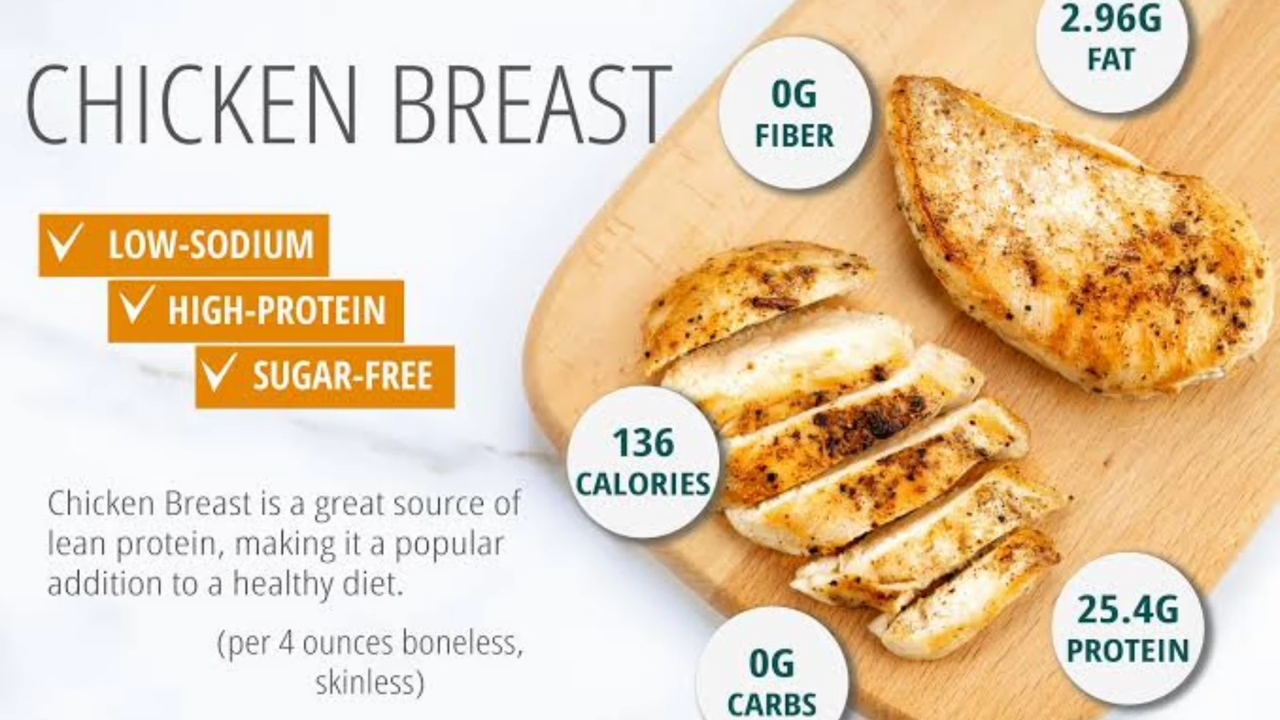 CHICKEN BREAST
LOW-SODIUM
HIGH-PROTEIN
SUGAR-FREE
Chicken Breast is a great source of
lean protein, making it a popular
addition to a healthy diet.
(per 4 ounces boneless,
skinless)
0G
FIBER
2.96G
FAT
136
CALORIES
0G
CARBS
25.4G
PROTEIN